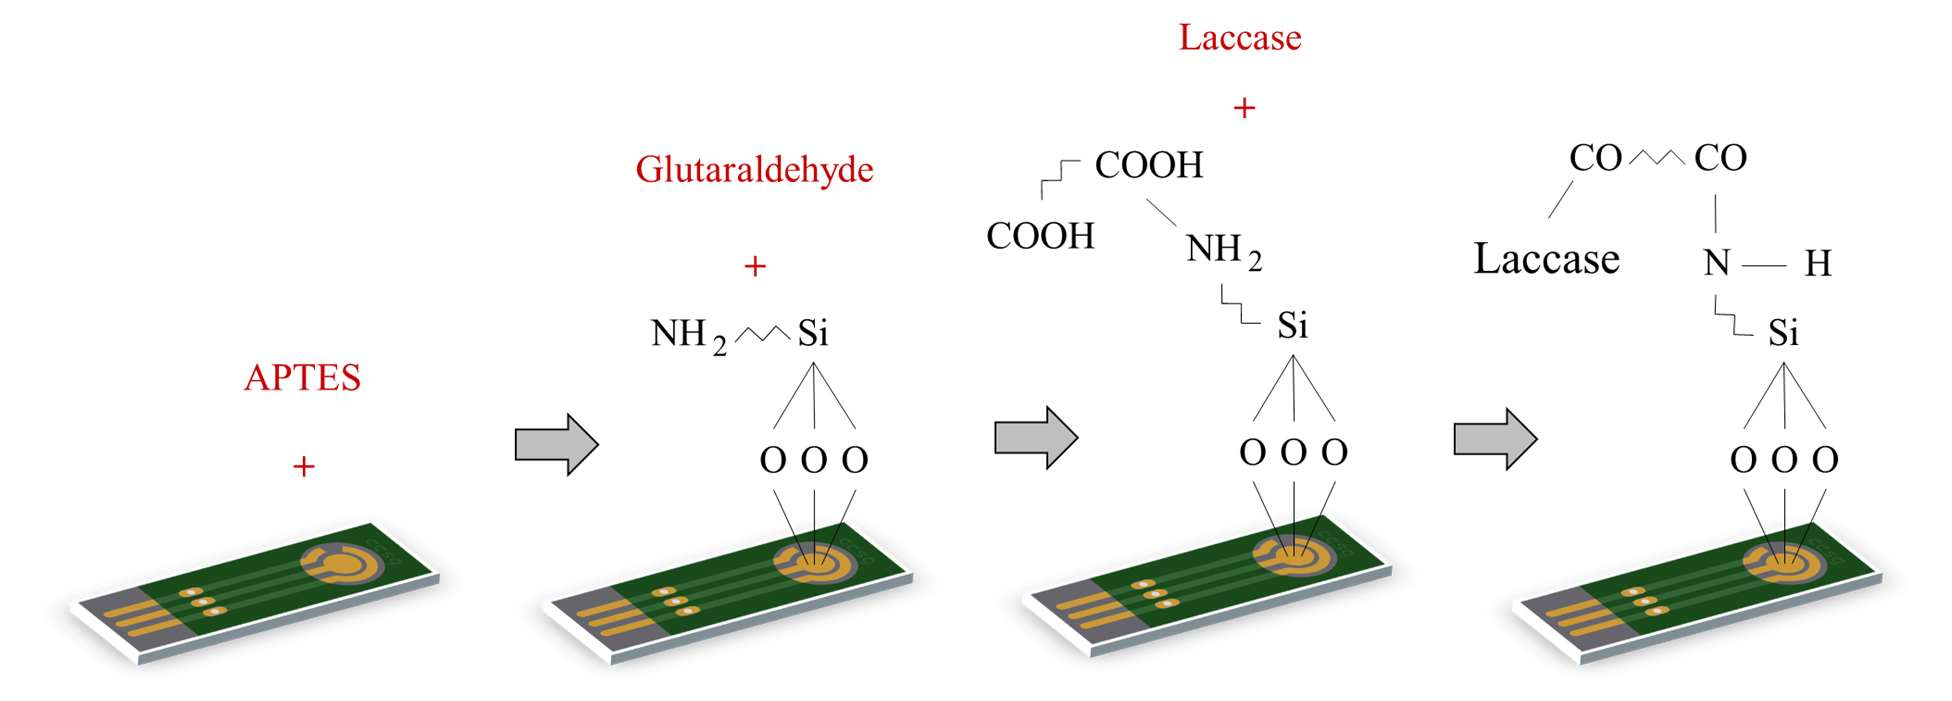 APTES
+
Glutaraldehyde
+
NH2 Si
O O O
Laccase
+
COOH
COOH
NH2
Si
O O O
CO CO
Laccase
N H
Si
O O O